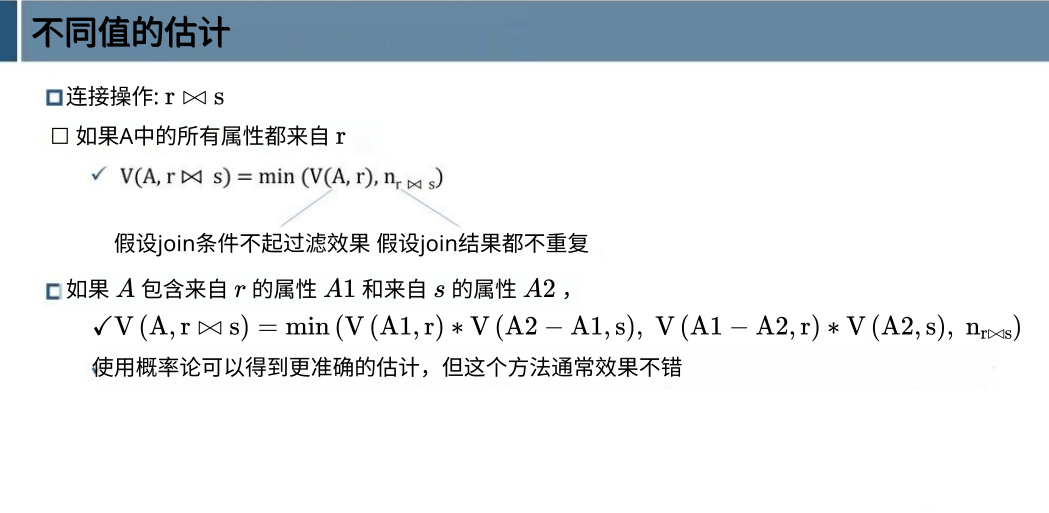 不同值的估计
连接操作: r ⋈ s
□ 如果A中的所有属性都来自 r
✓ V(A, r ⋈ s) = min (V(A, r), n_{r ⋈ s})
假设join条件不起过滤效果 假设join结果都不重复
如果 A 包含来自 r 的属性 A1 和来自 s 的属性 A2 ，
✓V (A, r ⋈ s) = min (V (A1, r) ∗ V (A2 − A1, s), V (A1 − A2, r) ∗ V (A2, s), n_{r⋈s})
使用概率论可以得到更准确的估计，但这个方法通常效果不错